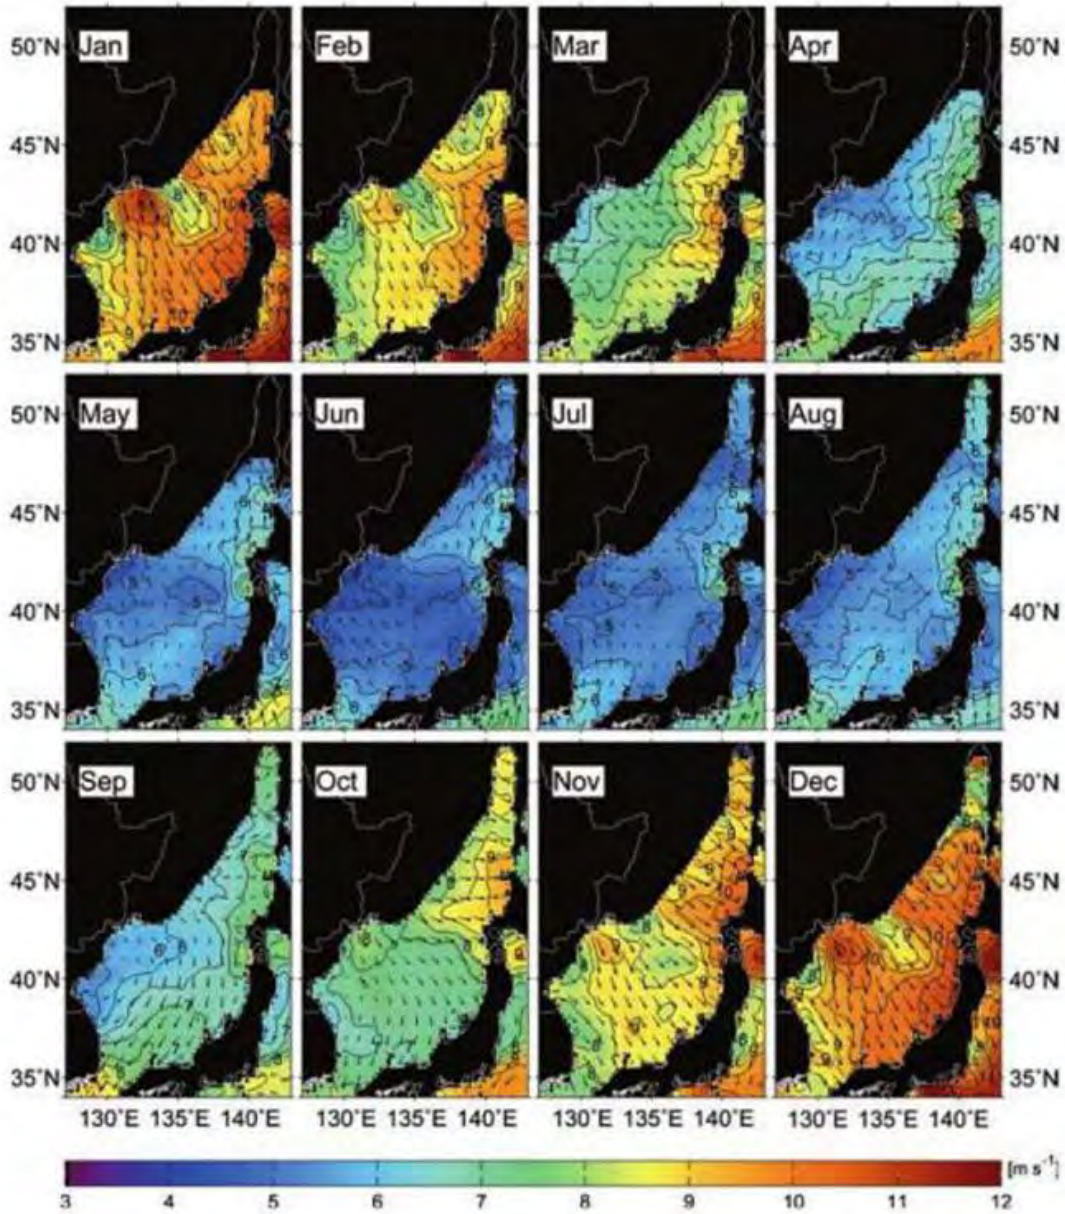 50°N Jan Feb Mar Apr 50°N
45°N 45°N
40°N 40°N
35°N 35°N
May Jun Jul Aug
50°N 50°N
45°N 45°N
40°N 40°N
35°N 35°N
Sep Oct Nov Dec
50°N 50°N
45°N 45°N
40°N 40°N
35°N 35°N
130°E 135°E 140°E 130°E 135°E 140°E 130°E 135°E 140°E 130°E 135°E 140°E
[m s⁻¹]
3 4 5 6 7 8 9 10 11 12